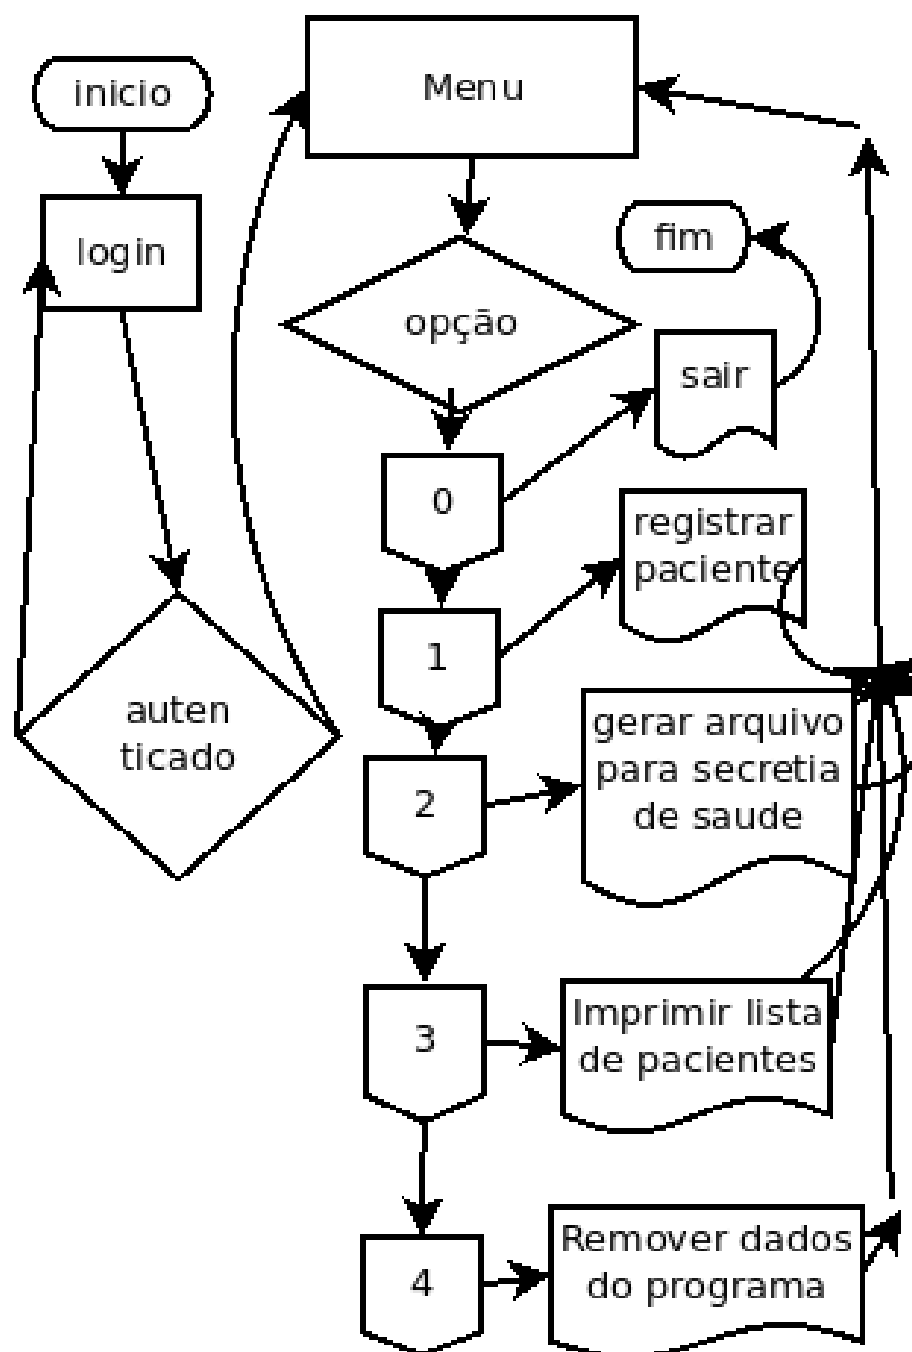 inicio
Menu
login
fim
opção
sair
0
registrar
paciente
1
auten
ticado
gerar arquivo
para secretia
de saude
2
Imprimir lista
de pacientes
3
Remover dados
do programa
4